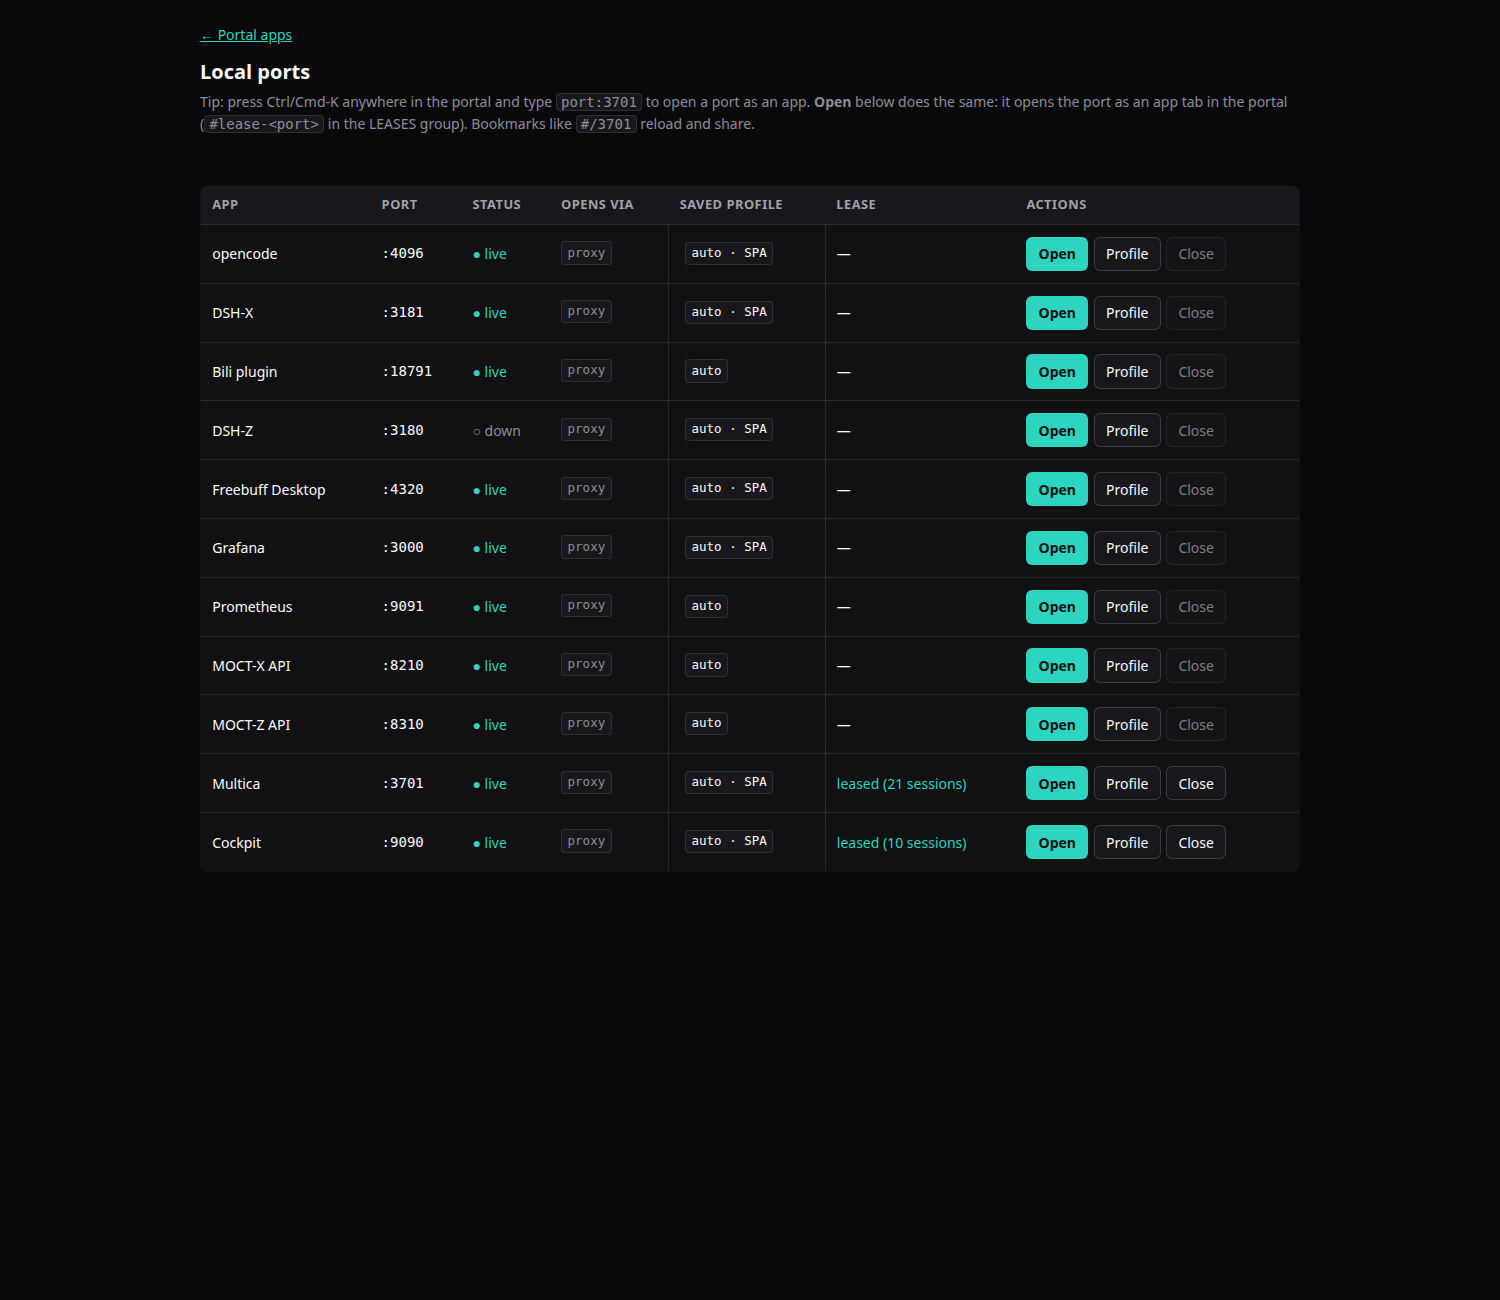 ← Portal apps
Local ports
Tip: press Ctrl/Cmd-K anywhere in the portal and type port:3701 to open a port as an app. Open below does the same: it opens the port as an app tab in the portal
(#lease-<port> in the LEASES group). Bookmarks like #/3701 reload and share.
APP PORT STATUS OPENS VIA SAVED PROFILE LEASE ACTIONS
opencode :4096 ● live proxy auto · SPA — Open Profile Close
DSH-X :3181 ● live proxy auto · SPA — Open Profile Close
Bili plugin :18791 ● live proxy auto — Open Profile Close
DSH-Z :3180 ○ down proxy auto · SPA — Open Profile Close
Freebuff Desktop :4320 ● live proxy auto · SPA — Open Profile Close
Grafana :3000 ● live proxy auto · SPA — Open Profile Close
Prometheus :9091 ● live proxy auto — Open Profile Close
MOCT-X API :8210 ● live proxy auto — Open Profile Close
MOCT-Z API :8310 ● live proxy auto — Open Profile Close
Multica :3701 ● live proxy auto · SPA leased (21 sessions) Open Profile Close
Cockpit :9090 ● live proxy auto · SPA leased (10 sessions) Open Profile Close